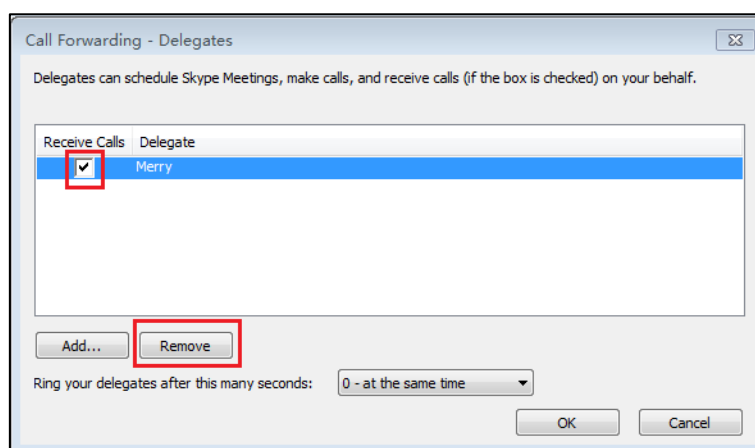 Call Forwarding - Delegates
Delegates can schedule Skype Meetings, make calls, and receive calls (if the box is checked) on your behalf.
Receive Calls Delegate
Merry
Add... Remove
Ring your delegates after this many seconds: 0 - at the same time
OK Cancel